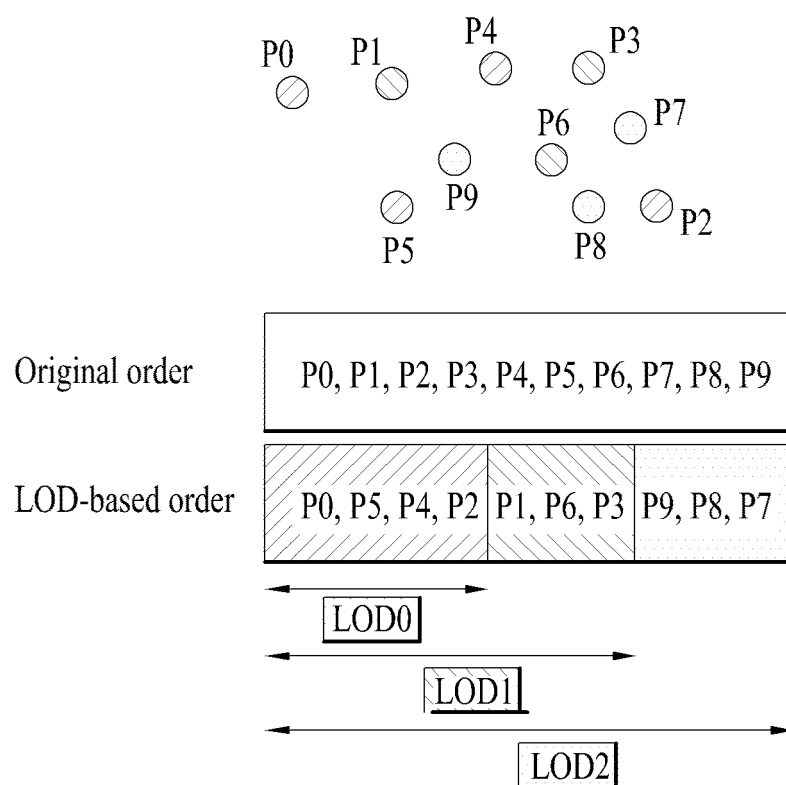 P0
P1
P4
P3
P7
P6
P9
P5
P8
P2
Original order
P0, P1, P2, P3, P4, P5, P6, P7, P8, P9
LOD-based order
P0, P5, P4, P2
P1, P6, P3
P9, P8, P7
LOD0
LOD1
LOD2